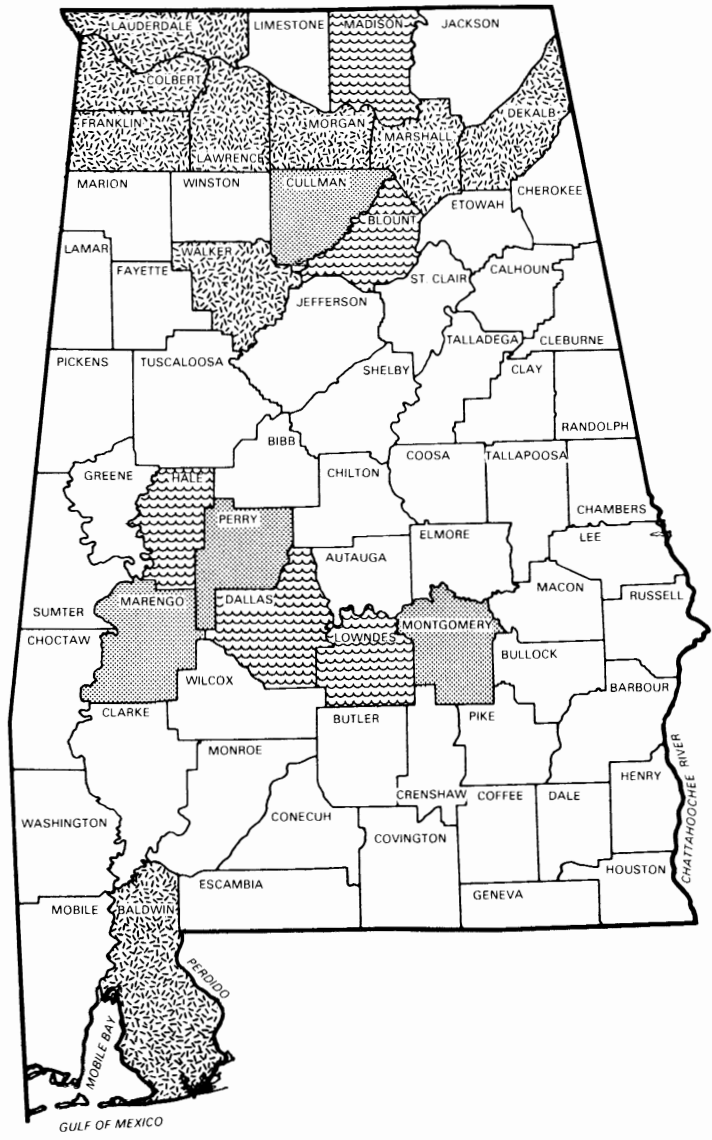 LAUDERDALE
LIMESTONE
MADISON
JACKSON
COLBERT
FRANKLIN
LAWRENCE
MORGAN
MARSHALL
DEKALB
MARION
WINSTON
CULLMAN
CHEROKEE
ETOWAH
BLOUNT
LAMAR
FAYETTE
WALKER
ST. CLAIR
CALHOUN
JEFFERSON
TALLADEGA
CLEBURNE
PICKENS
TUSCALOOSA
SHELBY
CLAY
RANDOLPH
BIBB
GREENE
HALE
CHILTON
COOSA
TALLAPOOSA
CHAMBERS
PERRY
ELMORE
LEE
AUTAUGA
MACON
RUSSELL
SUMTER
MARENGO
DALLAS
MONTGOMERY
CHOCTAW
LOWNDES
BULLOCK
WILCOX
BARBOUR
CLARKE
BUTLER
PIKE
MONROE
HENRY
CRENSHAW
COFFEE
DALE
CONECUH
WASHINGTON
COVINGTON
CHATTAHOOCHEE RIVER
HOUSTON
ESCAMBIA
GENEVA
MOBILE
BALDWIN
PERDIDO
MOBILE BAY
GULF OF MEXICO